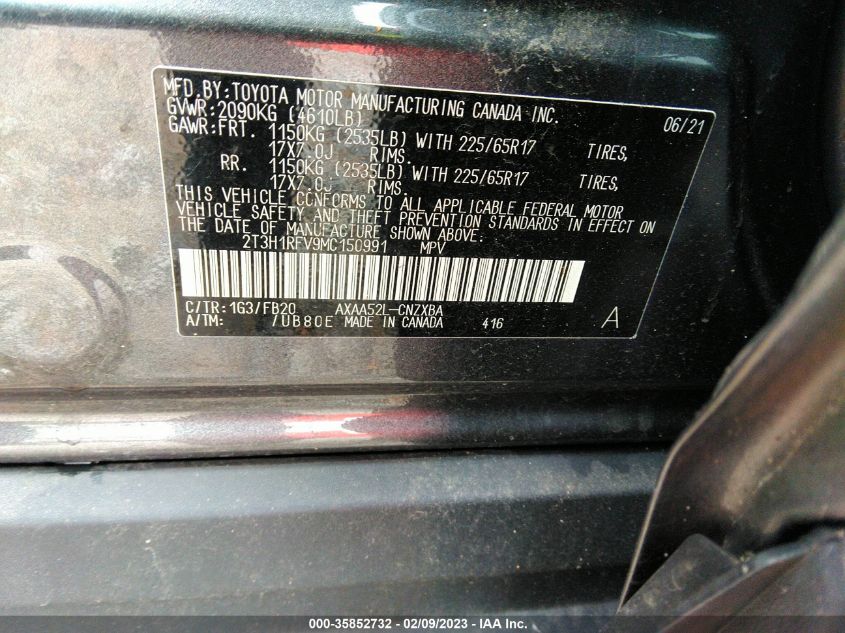 MFD.BY:TOYOTA MOTOR MANUFACTURING CANADA INC.
GVWR:2090KG (4610LB) 06/21
GAWR:FRT. 1150KG (2535LB) WITH 225/65R17 TIRES,
17X7.0J RIMS.
RR. 1150KG (2535LB) WITH 225/65R17 TIRES,
17X7.0J RIMS.
THIS VEHICLE CONFORMS TO ALL APPLICABLE FEDERAL MOTOR
VEHICLE SAFETY AND THEFT PREVENTION STANDARDS IN EFFECT ON
THE DATE OF MANUFACTURE SHOWN ABOVE.
2T3H1RFV9MC150991 MPV
C/TR:1G3/FB20 AXAA52L-CNZXBA
A/TM: /UB80E MADE IN CANADA 416 A
000-35852732 — 02/09/2023 — IAA Inc.